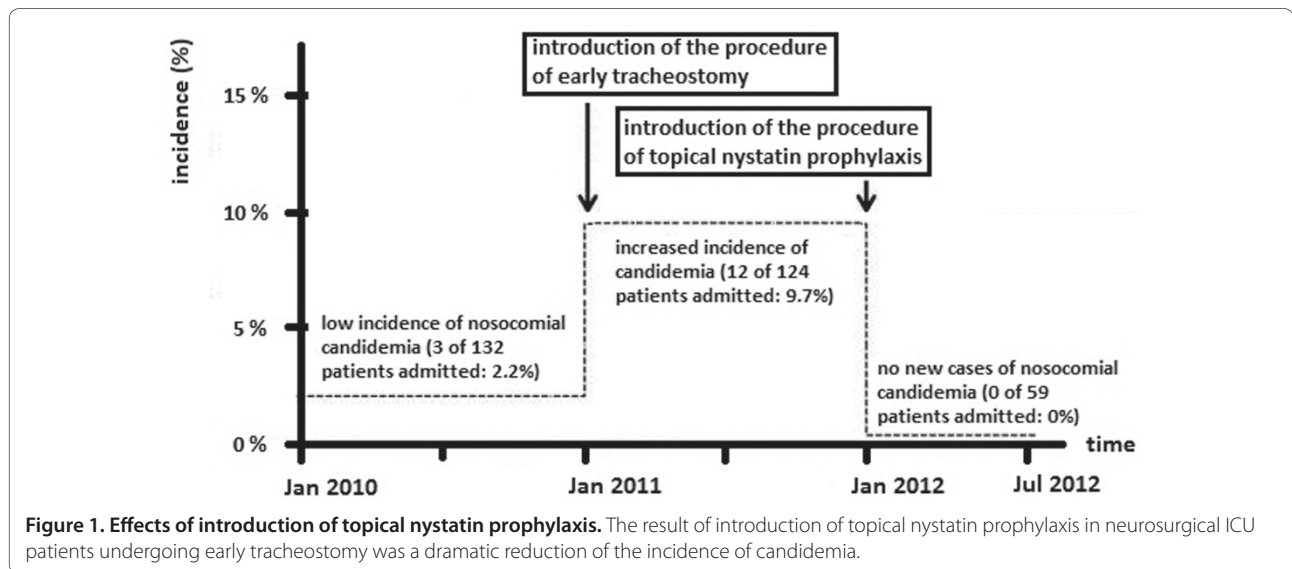 incidence (%)
15 %
10 %
5 %
0 %
introduction of the procedure
of early tracheostomy
introduction of the procedure
of topical nystatin prophylaxis
low incidence of nosocomial
candidemia (3 of 132
patients admitted: 2.2%)
increased incidence of
candidemia (12 of 124
patients admitted: 9.7%)
no new cases of nosocomial
candidemia (0 of 59
patients admitted: 0%)
time
Jan 2010
Jan 2011
Jan 2012
Jul 2012
Figure 1. Effects of introduction of topical nystatin prophylaxis. The result of introduction of topical nystatin prophylaxis in neurosurgical ICU
patients undergoing early tracheostomy was a dramatic reduction of the incidence of candidemia.